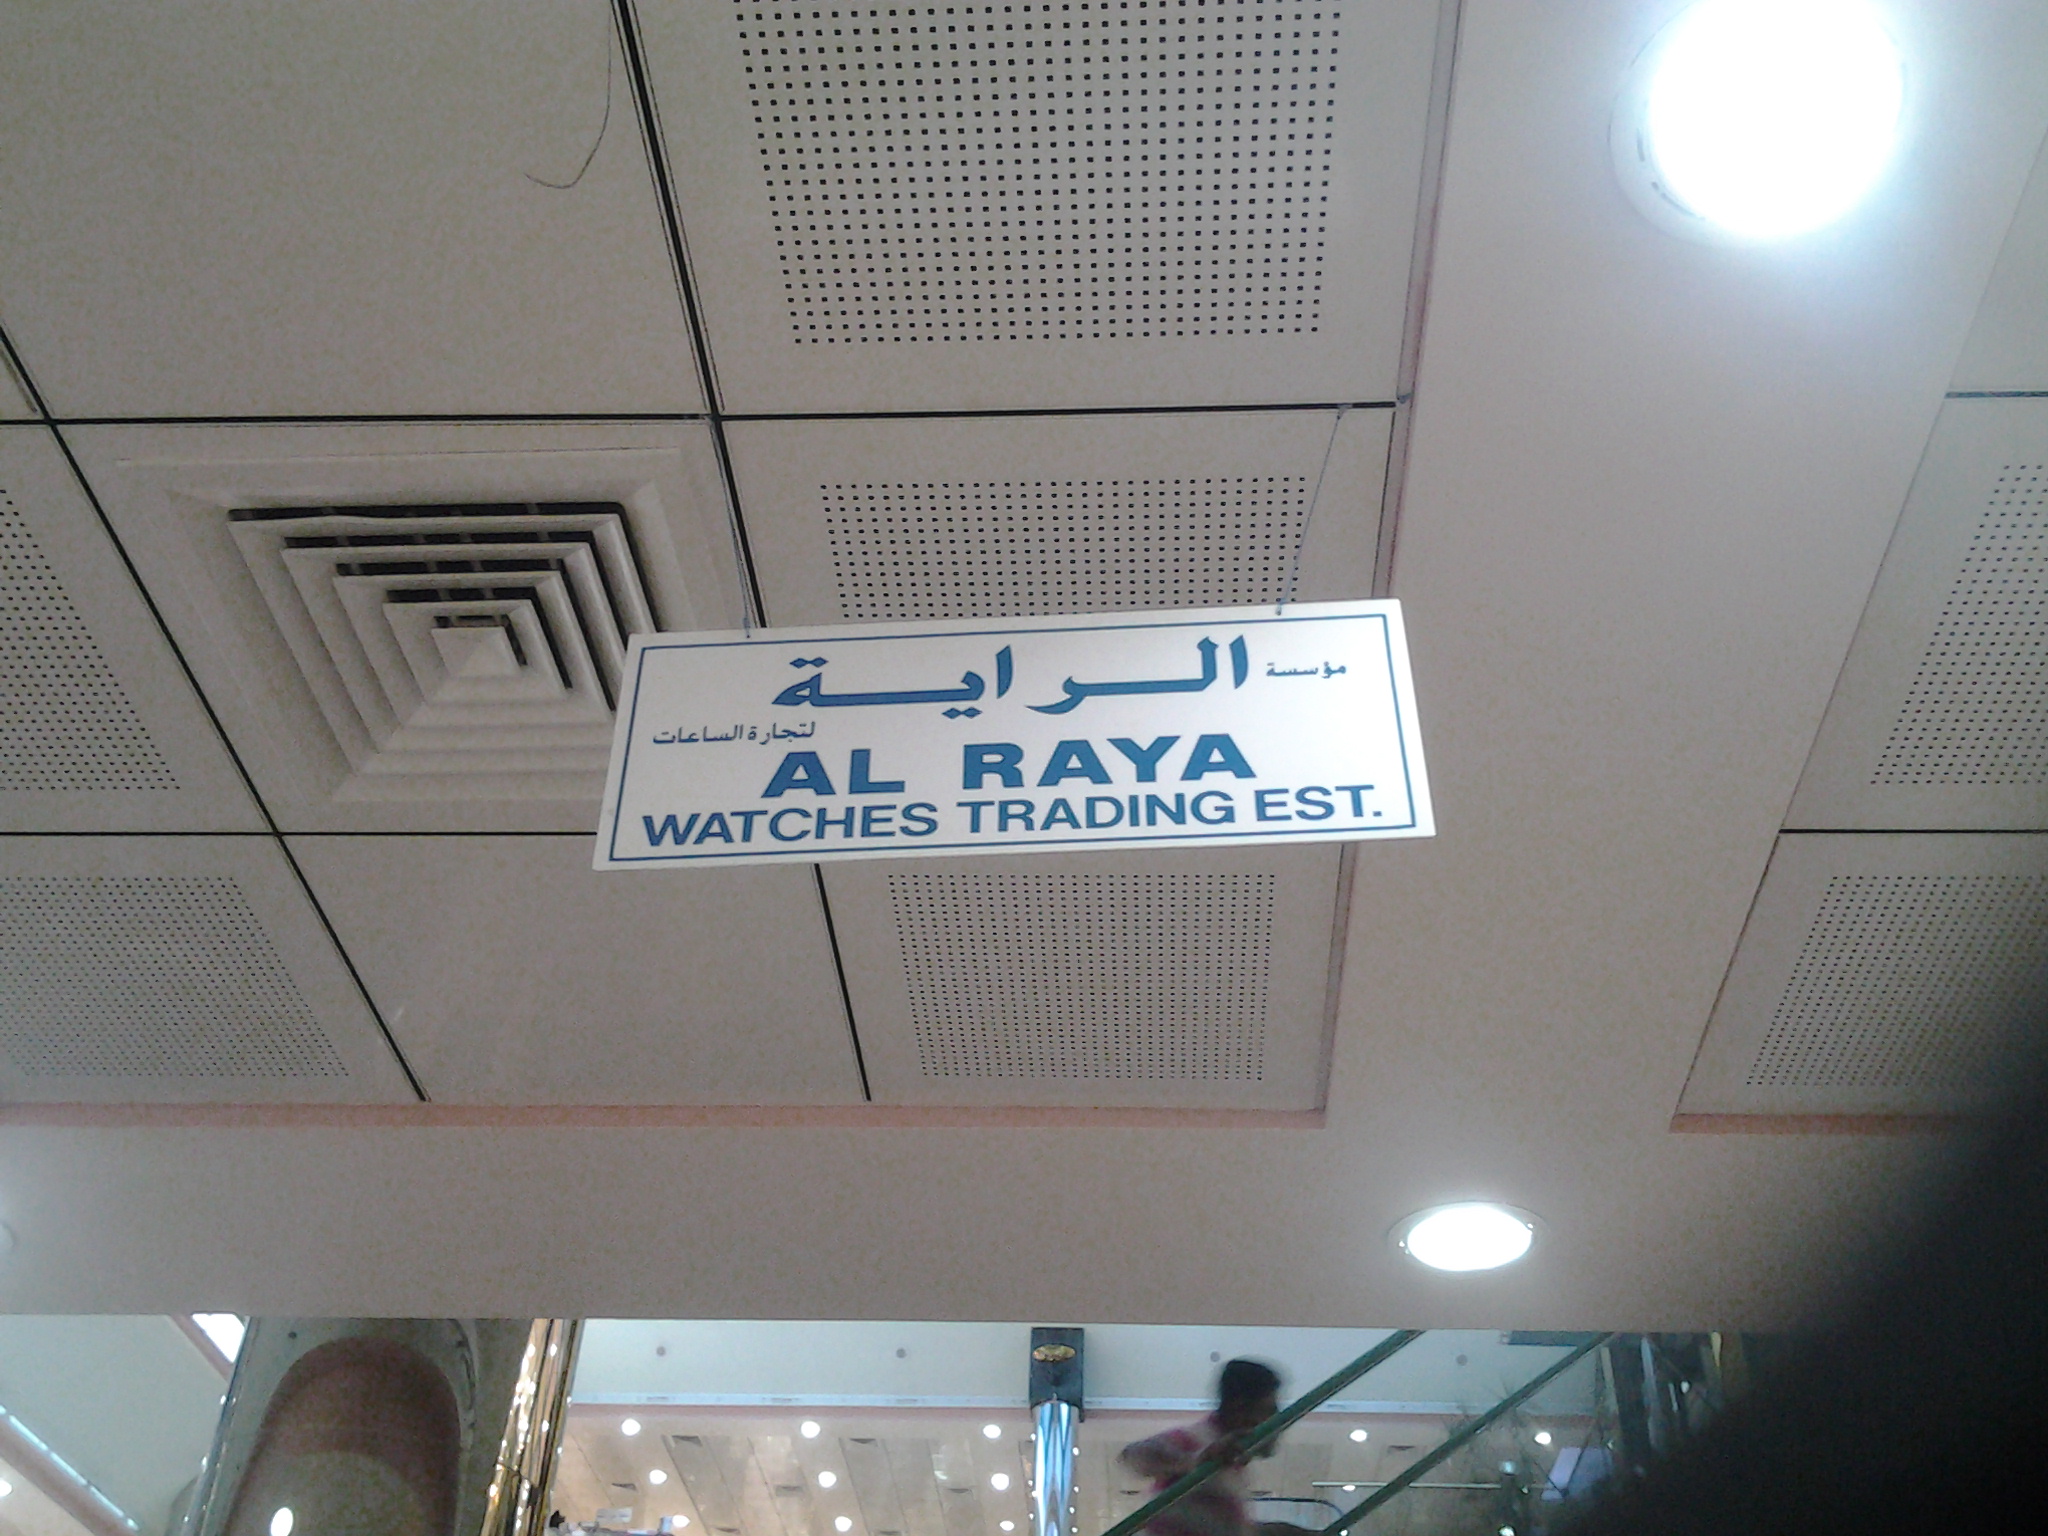 مؤسسة الراية
لتجارة الساعات
AL RAYA
WATCHES TRADING EST.